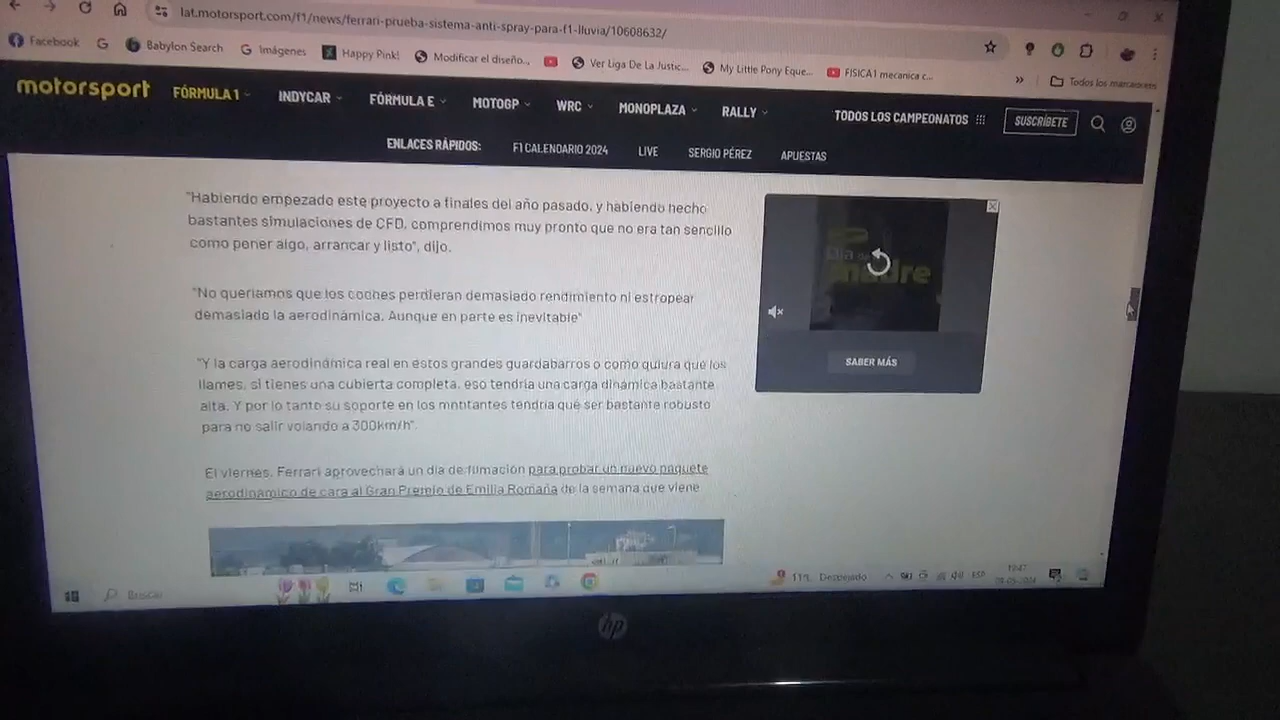 lat.motorsport.com/f1/news/ferrari-prueba-sistema-anti-spray-para-f1-lluvia/10608632/
Facebook G Babylon Search G Imágenes Happy Pink! Modificar el diseño... Ver Liga De La Justic... My Little Pony Eque... FISICA1 mecanica c... » Todos los marcadores
motorsport FÓRMULA 1 INDYCAR FÓRMULA E MOTOGP WRC MONOPLAZA RALLY TODOS LOS CAMPEONATOS SUSCRÍBETE
ENLACES RÁPIDOS: F1 CALENDARIO 2024 LIVE SERGIO PÉREZ APUESTAS
"Habiendo empezado este proyecto a finales del año pasado, y habiendo hecho
bastantes simulaciones de CFD, comprendimos muy pronto que no era tan sencillo
como poner algo, arrancar y listo", dijo.
"No queríamos que los coches perdieran demasiado rendimiento ni estropear
demasiado la aerodinámica. Aunque en parte es inevitable"
"Y la carga aerodinámica real en estos grandes guardabarros o como quiera que los
llames, si tienes una cubierta completa, eso tendría una carga dinámica bastante
alta. Y por lo tanto su soporte en los montantes tendría que ser bastante robusto
para no salir volando a 300km/h".
El viernes, Ferrari aprovechará un día de filmación para probar un nuevo paquete
aerodinámico de cara al Gran Premio de Emilia Romaña de la semana que viene
Día de
madre
SABER MÁS
Buscar
11°C Despejado
ESP
hp